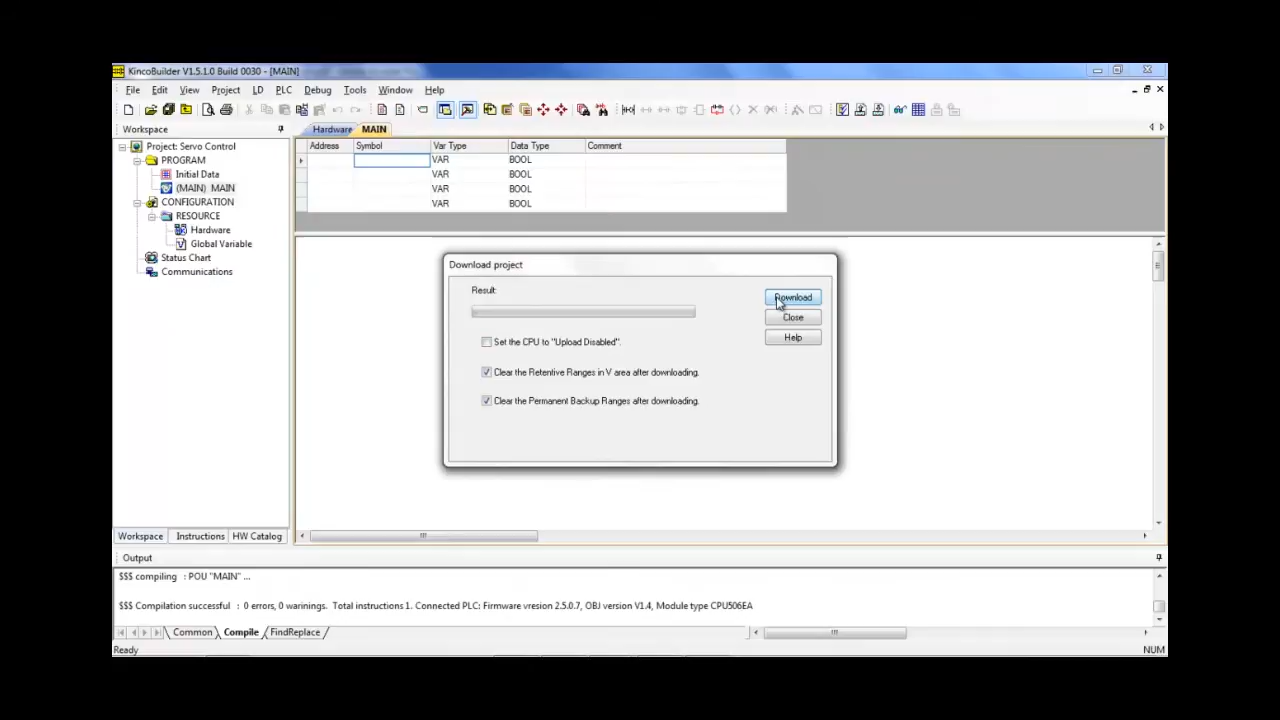 KincoBuilder V1.5.1.0 Build 0030 - [MAIN]
File Edit View Project LD PLC Debug Tools Window Help
Workspace
Hardware MAIN
Project: Servo Control
PROGRAM
Initial Data
(MAIN) MAIN
CONFIGURATION
RESOURCE
Hardware
Global Variable
Status Chart
Communications
Address Symbol Var Type Data Type Comment
VAR BOOL
VAR BOOL
VAR BOOL
VAR BOOL
Download project
Result:
Download
Close
Help
Set the CPU to "Upload Disabled".
Clear the Retentive Ranges in V area after downloading.
Clear the Permanent Backup Ranges after downloading.
Workspace Instructions HW Catalog
Output
$$$ compiling : POU "MAIN" ...
$$$ Compilation successful : 0 errors, 0 warinings. Total instructions 1. Connected PLC: Firmware vresion 2.5.0.7, OBJ version V1.4, Module type CPU506EA
Common Compile FindReplace
Ready
NUM